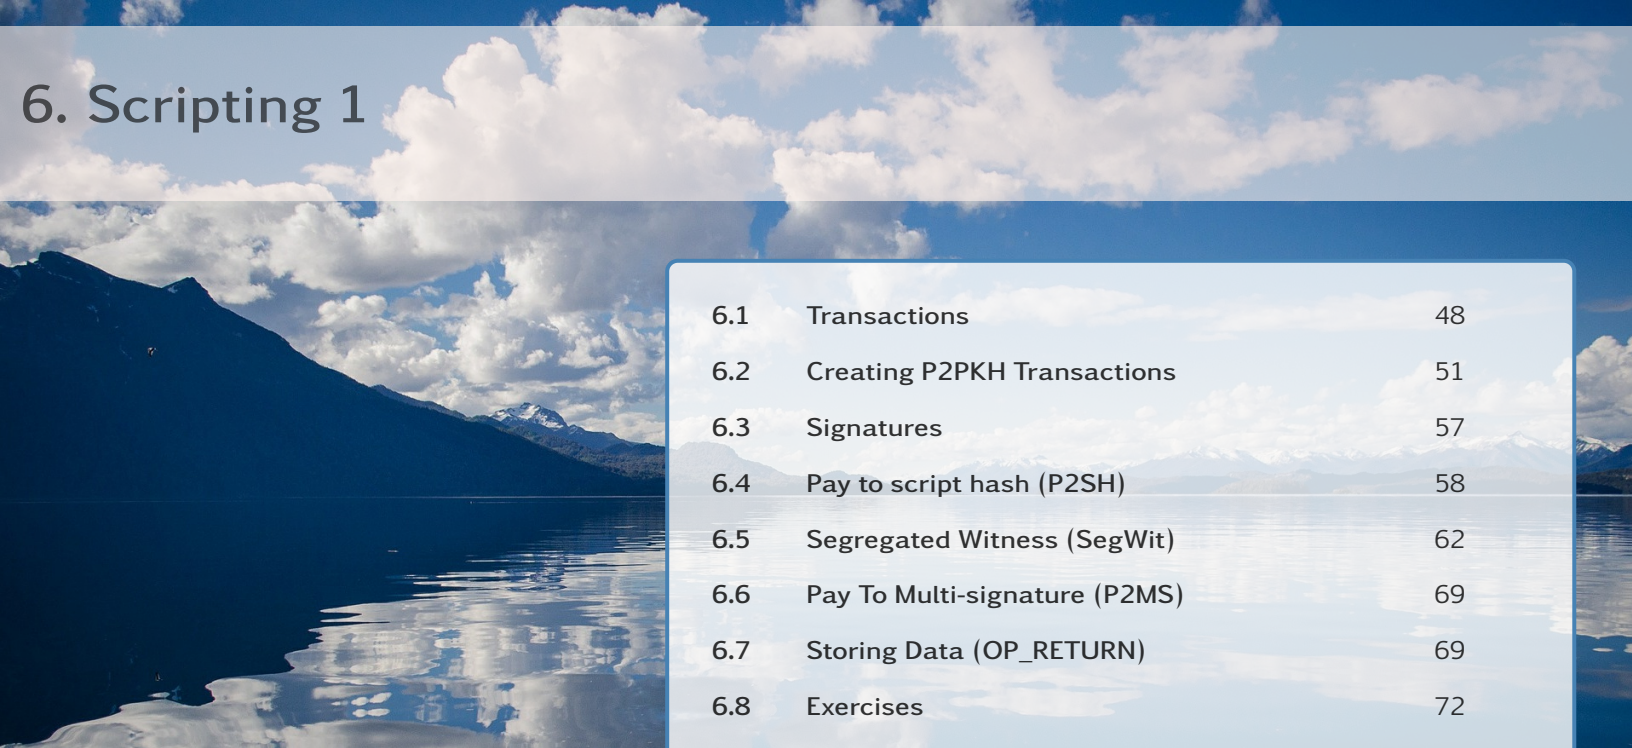 6. Scripting 1
6.1 Transactions 48
6.2 Creating P2PKH Transactions 51
6.3 Signatures 57
6.4 Pay to script hash (P2SH) 58
6.5 Segregated Witness (SegWit) 62
6.6 Pay To Multi-signature (P2MS) 69
6.7 Storing Data (OP_RETURN) 69
6.8 Exercises 72